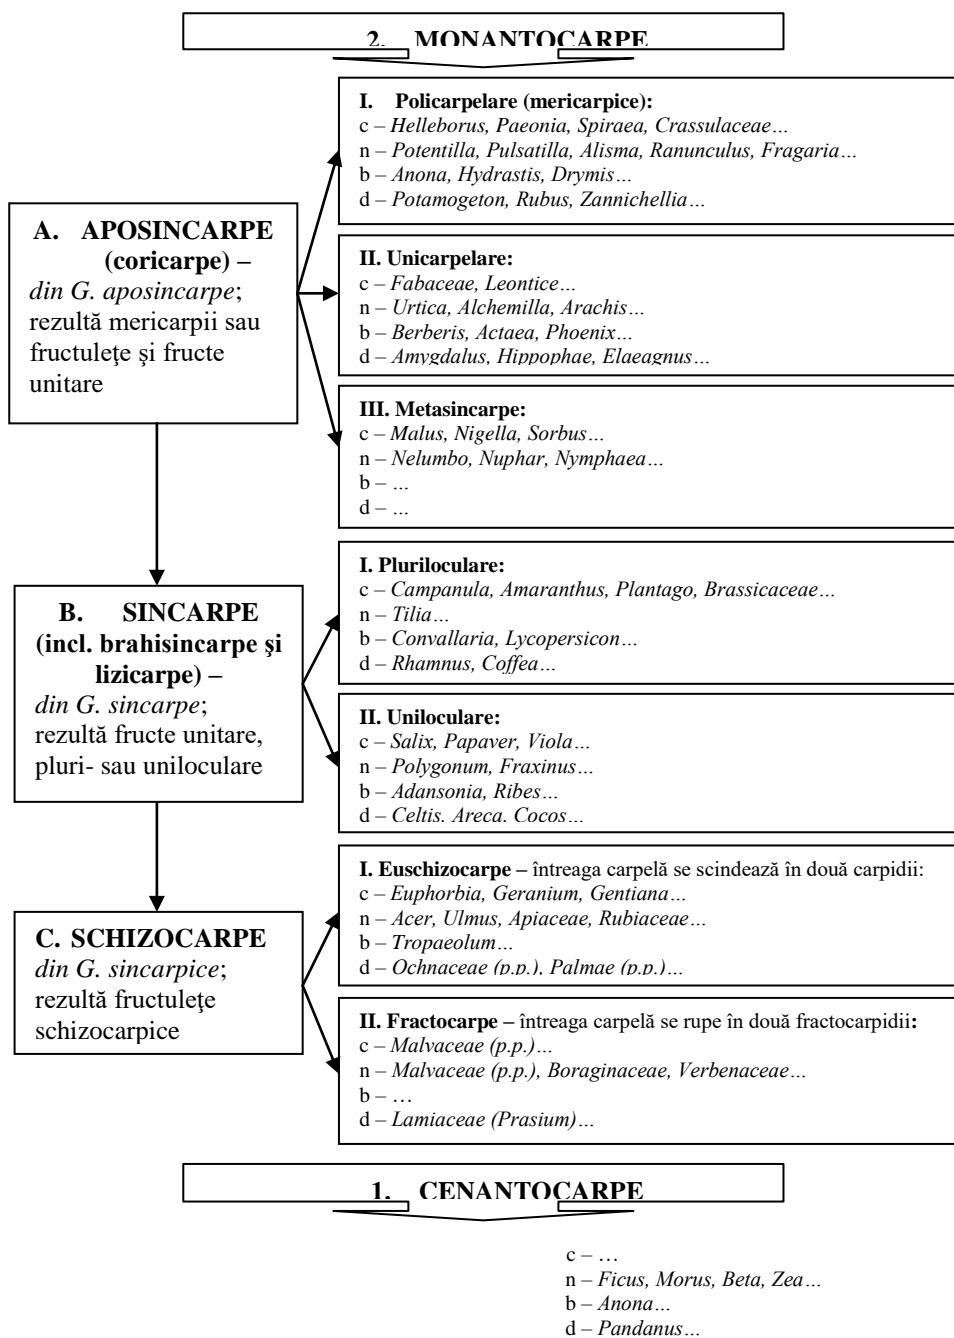 2. MONANTOCARPE
I. Policarpelare (mericarpice):
c – Helleborus, Paeonia, Spiraea, Crassulaceae…
n – Potentilla, Pulsatilla, Alisma, Ranunculus, Fragaria…
b – Anona, Hydrastis, Drymis…
d – Potamogeton, Rubus, Zannichellia…
A. APOSINCARPE
(coricarpe) –
din G. aposincarpe;
rezultă mericarpii sau
fructuleţe şi fructe
unitare
II. Unicarpelare:
c – Fabaceae, Leontice…
n – Urtica, Alchemilla, Arachis…
b – Berberis, Actaea, Phoenix…
d – Amygdalus, Hippophae, Elaeagnus…
III. Metasincarpe:
c – Malus, Nigella, Sorbus…
n – Nelumbo, Nuphar, Nymphaea…
b – …
d – …
B. SINCARPE
(incl. brahisincarpe şi
lizicarpe) –
din G. sincarpe;
rezultă fructe unitare,
pluri- sau uniloculare
I. Pluriloculare:
c – Campanula, Amaranthus, Plantago, Brassicaceae…
n – Tilia…
b – Convallaria, Lycopersicon…
d – Rhamnus, Coffea…
II. Uniloculare:
c – Salix, Papaver, Viola…
n – Polygonum, Fraxinus…
b – Adansonia, Ribes…
d – Celtis. Areca. Cocos…
C. SCHIZOCARPE
din G. sincarpice;
rezultă fructuleţe
schizocarpice
I. Euschizocarpe – întreaga carpelă se scindează în două carpidii:
c – Euphorbia, Geranium, Gentiana…
n – Acer, Ulmus, Apiaceae, Rubiaceae…
b – Tropaeolum…
d – Ochnaceae (p.p.), Palmae (p.p.)…
II. Fractocarpe – întreaga carpelă se rupe în două fractocarpidii:
c – Malvaceae (p.p.)…
n – Malvaceae (p.p.), Boraginaceae, Verbenaceae…
b – …
d – Lamiaceae (Prasium)…
1. CENANTOCARPE
c – …
n – Ficus, Morus, Beta, Zea…
b – Anona…
d – Pandanus…